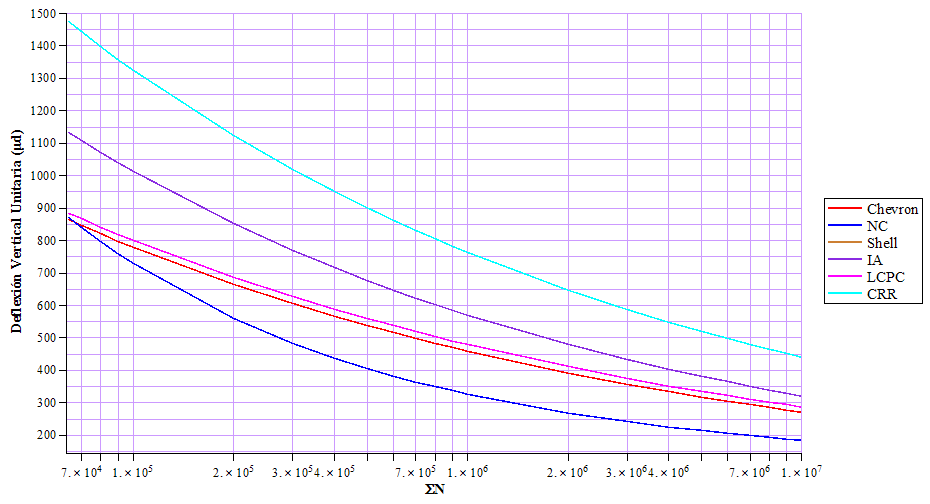 1500
1400
1300
1200
1100
1000
900
800
700
600
500
400
300
200
Deflexión Vertical Unitaria (µd)
7.×10⁴ 1.×10⁵ 2.×10⁵ 3.×10⁵ 4.×10⁵ 7.×10⁵ 1.×10⁶ 2.×10⁶ 3.×10⁶ 4.×10⁶ 7.×10⁶ 1.×10⁷
ΣN
Chevron
NC
Shell
IA
LCPC
CRR